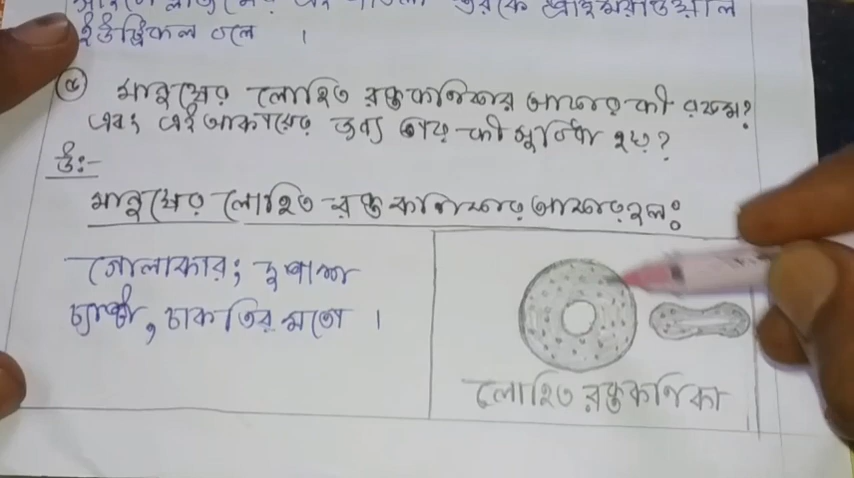 ইউস্ট্রিকল বলে ।
৫ মানুষের লোহিত রক্তকণিকার আকার কী রকম?
এবং এই আকারের জন্য তার কী সুবিধা হয়?
উঃ-
মানুষের লোহিত রক্তকণিকার আকার হলঃ
গোলাকার; দুপাশ
চ্যাপ্টা, চাকতির মতো ।
লোহিত রক্তকণিকা